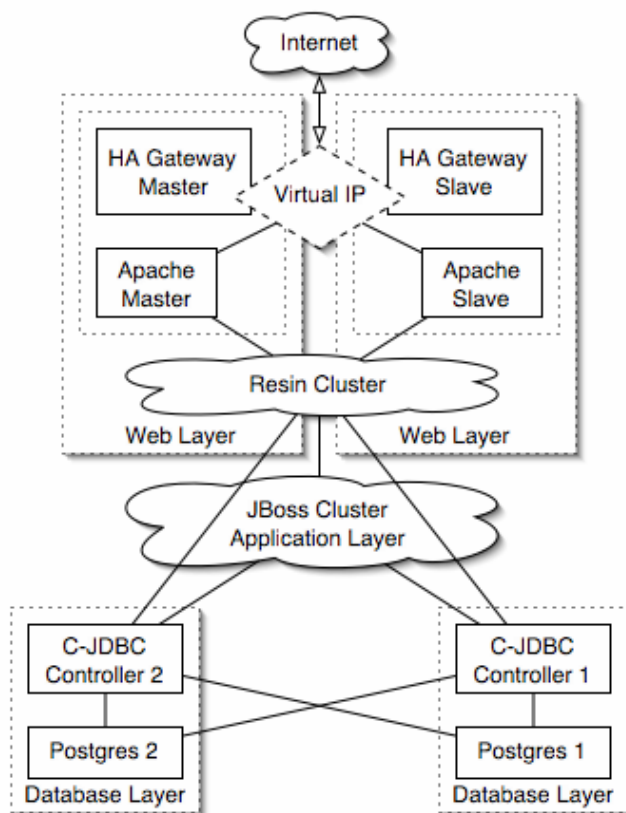 Internet
HA Gateway
Master
Virtual IP
HA Gateway
Slave
Apache
Master
Apache
Slave
Resin Cluster
Web Layer
Web Layer
JBoss Cluster
Application Layer
C-JDBC
Controller 2
C-JDBC
Controller 1
Postgres 2
Postgres 1
Database Layer
Database Layer